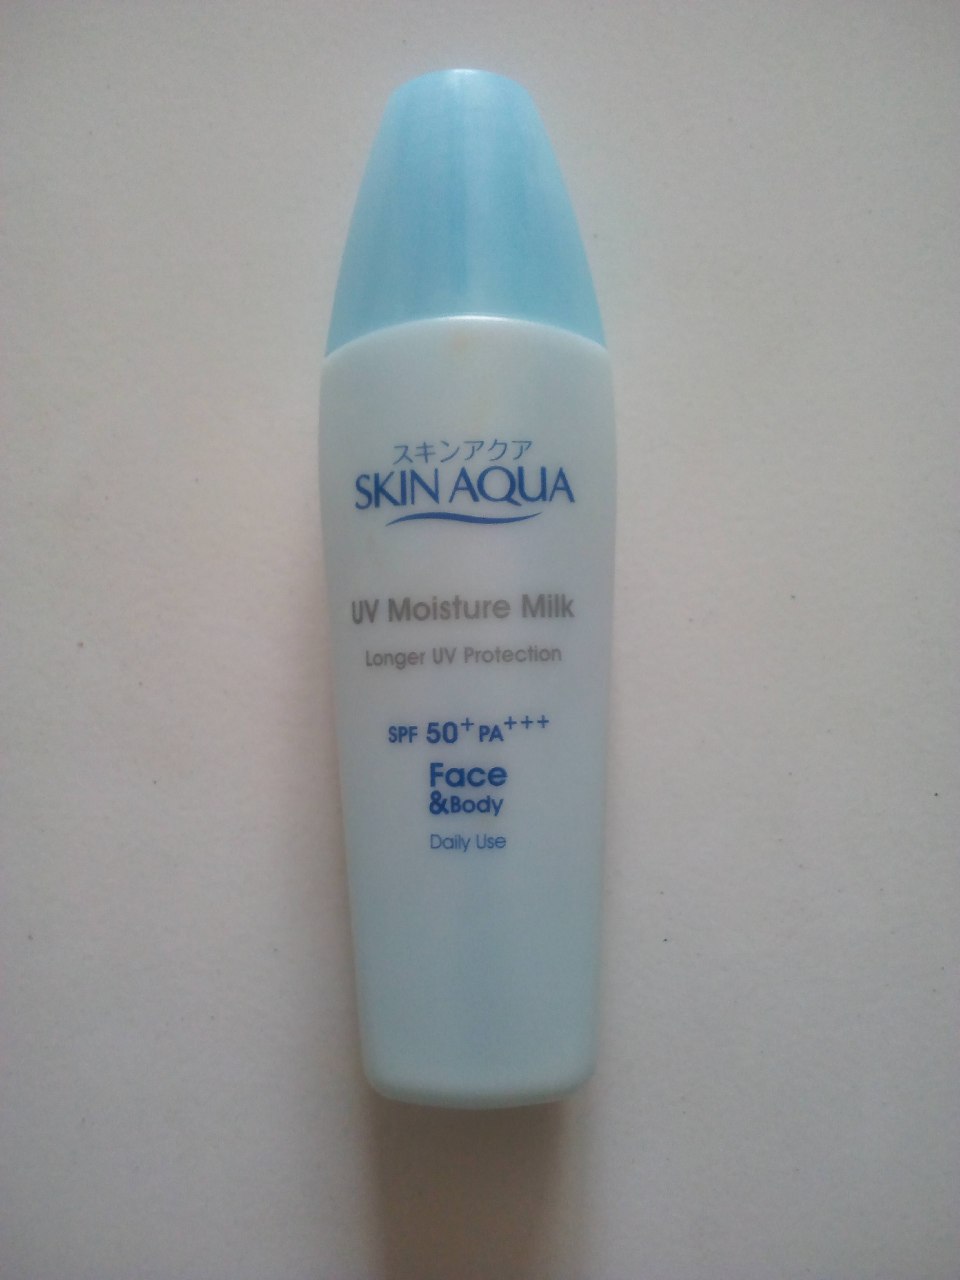 スキンアクア
SKIN AQUA
UV Moisture Milk
Longer UV Protection
SPF 50+ PA+++
Face
&Body
Daily Use